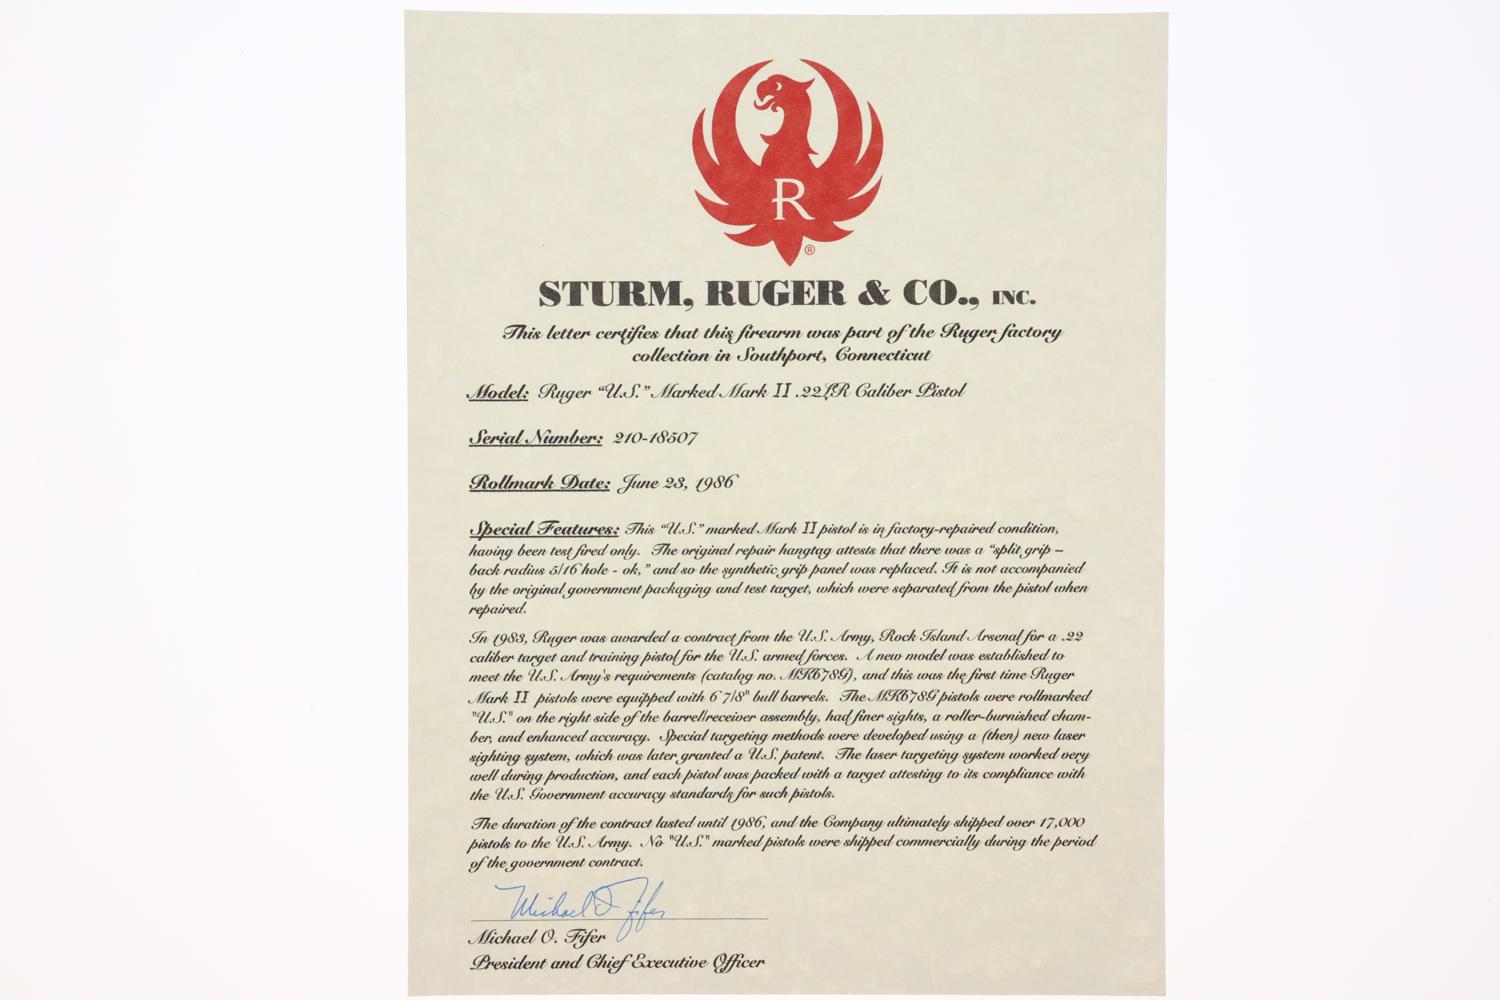 R
®
STURM, RUGER & CO., INC.
This letter certifies that this firearm was part of the Ruger factory
collection in Southport, Connecticut
Model: Ruger “U.S.” Marked Mark II .22LR Caliber Pistol
Serial Number: 210-18507
Rollmark Date: June 23, 1986
Special Features: This “U.S.” marked Mark II pistol is in factory-repaired condition,
having been test fired only. The original repair hangtag attests that there was a “split grip –
back radius 5/16 hole - ok,” and so the synthetic grip panel was replaced. It is not accompanied
by the original government packaging and test target, which were separated from the pistol when
repaired.
In 1983, Ruger was awarded a contract from the U.S. Army, Rock Island Arsenal for a .22
caliber target and training pistol for the U.S. armed forces. A new model was established to
meet the U.S. Army's requirements (catalog no. MK678G), and this was the first time Ruger
Mark II pistols were equipped with 6 7/8" bull barrels. The MK678G pistols were rollmarked
"U.S." on the right side of the barrel/receiver assembly, had finer sights, a roller-burnished cham-
ber, and enhanced accuracy. Special targeting methods were developed using a (then) new laser
sighting system, which was later granted a U.S. patent. The laser targeting system worked very
well during production, and each pistol was packed with a target attesting to its compliance with
the U.S. Government accuracy standards for such pistols.
The duration of the contract lasted until 1986, and the Company ultimately shipped over 17,000
pistols to the U.S. Army. No "U.S." marked pistols were shipped commercially during the period
of the government contract.
Michael O. Fifer
Michael O. Fifer
President and Chief Executive Officer